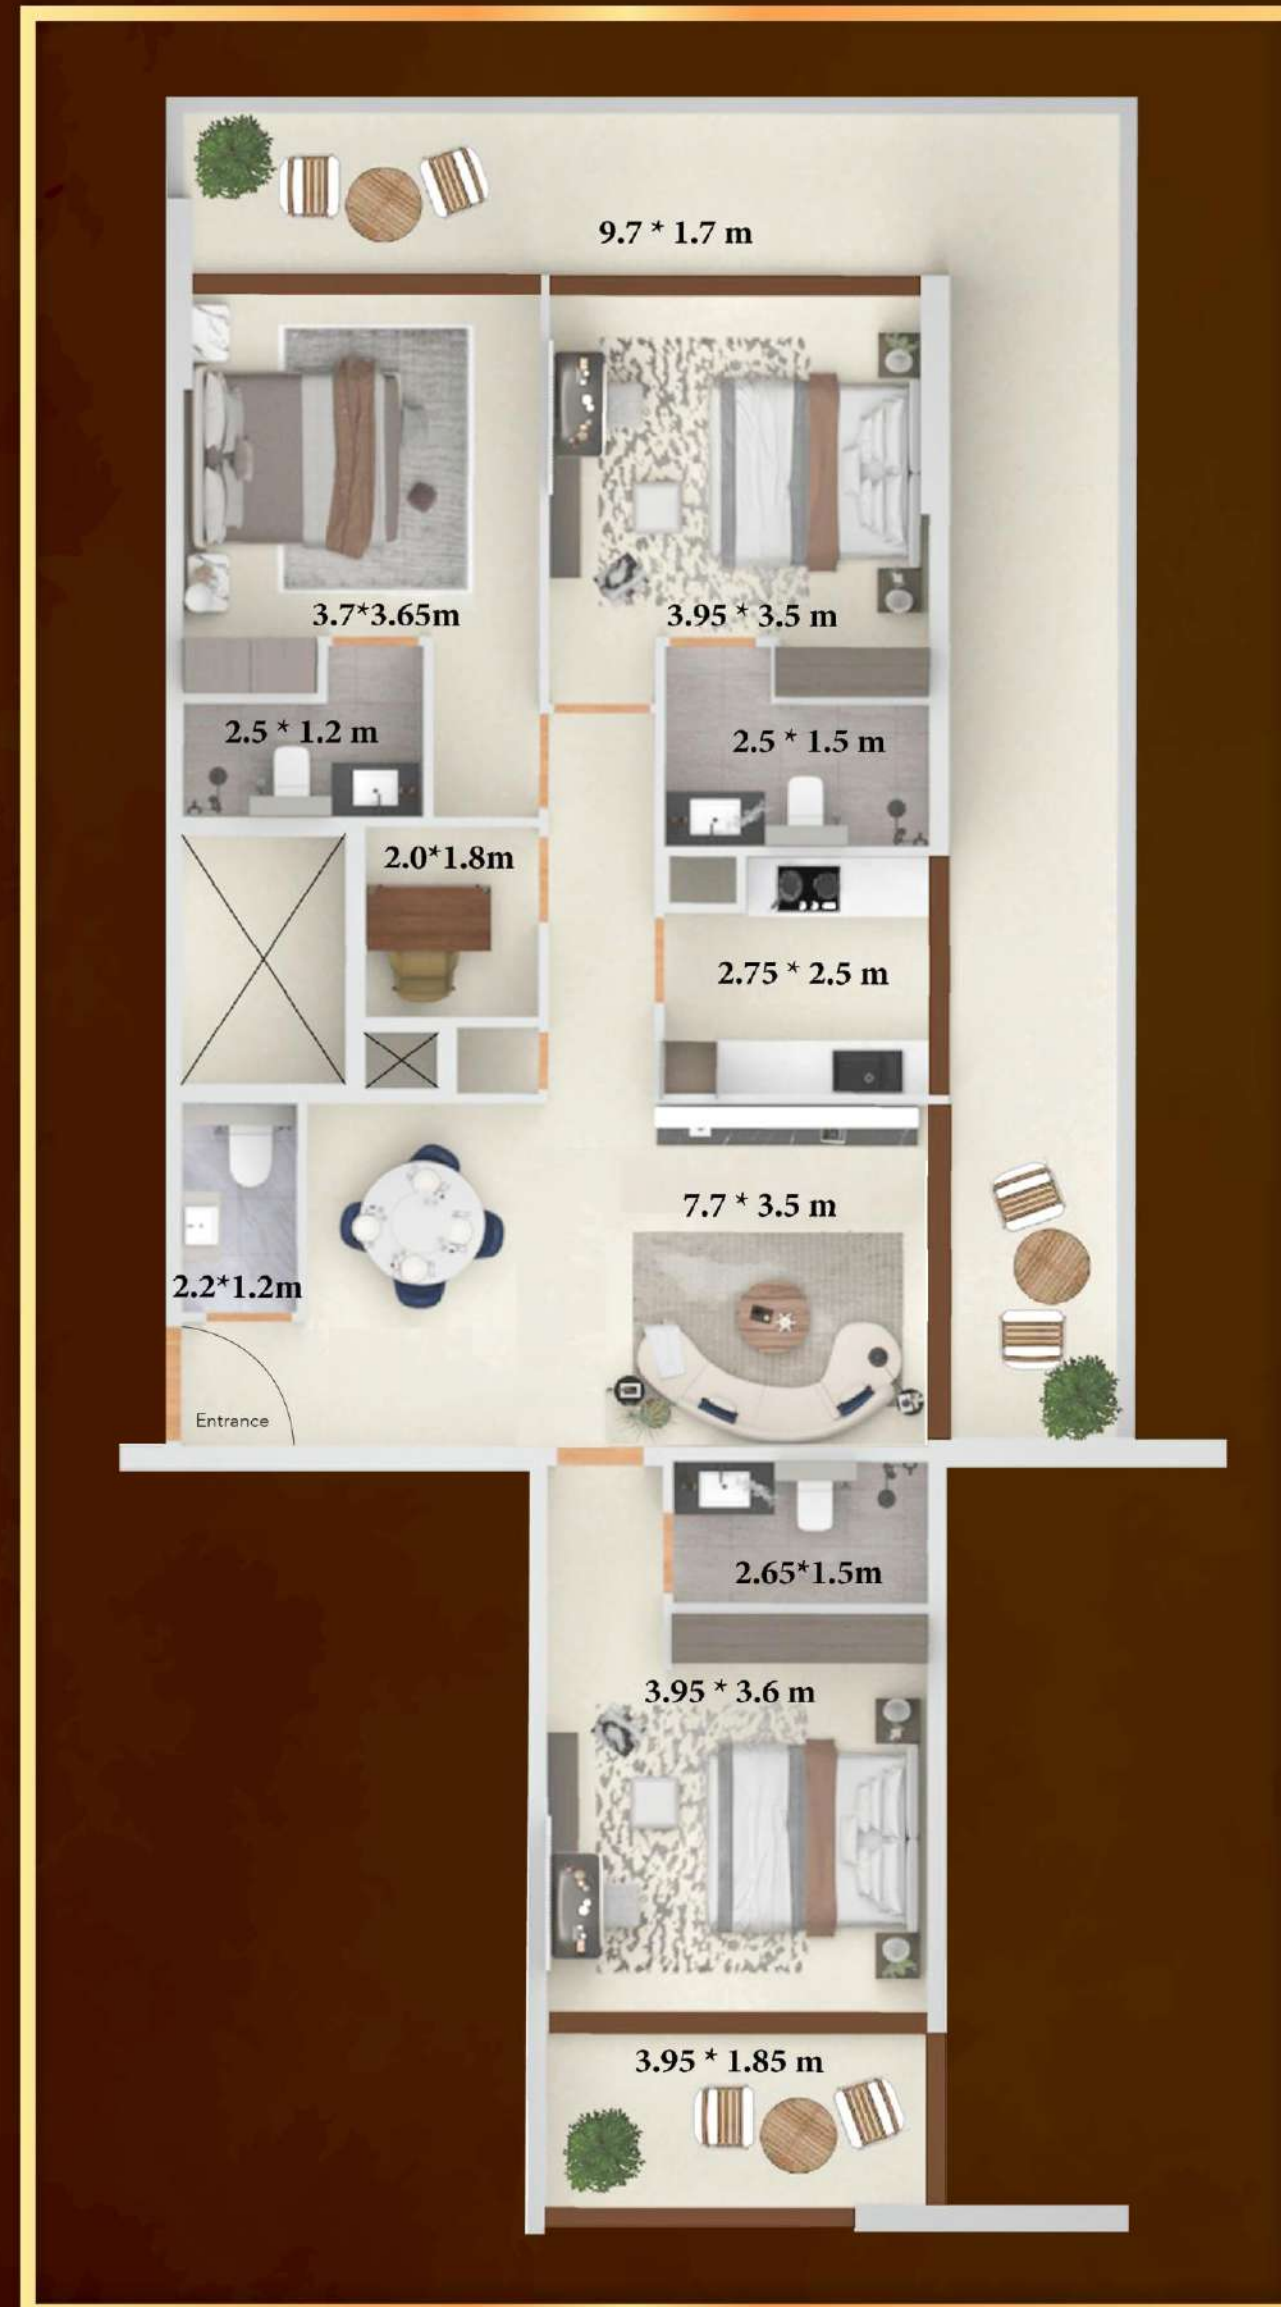 9.7 * 1.7 m
3.7*3.65m
3.95 * 3.5 m
2.5 * 1.2 m
2.5 * 1.5 m
2.0*1.8m
2.75 * 2.5 m
7.7 * 3.5 m
2.2*1.2m
Entrance
2.65*1.5m
3.95 * 3.6 m
3.95 * 1.85 m